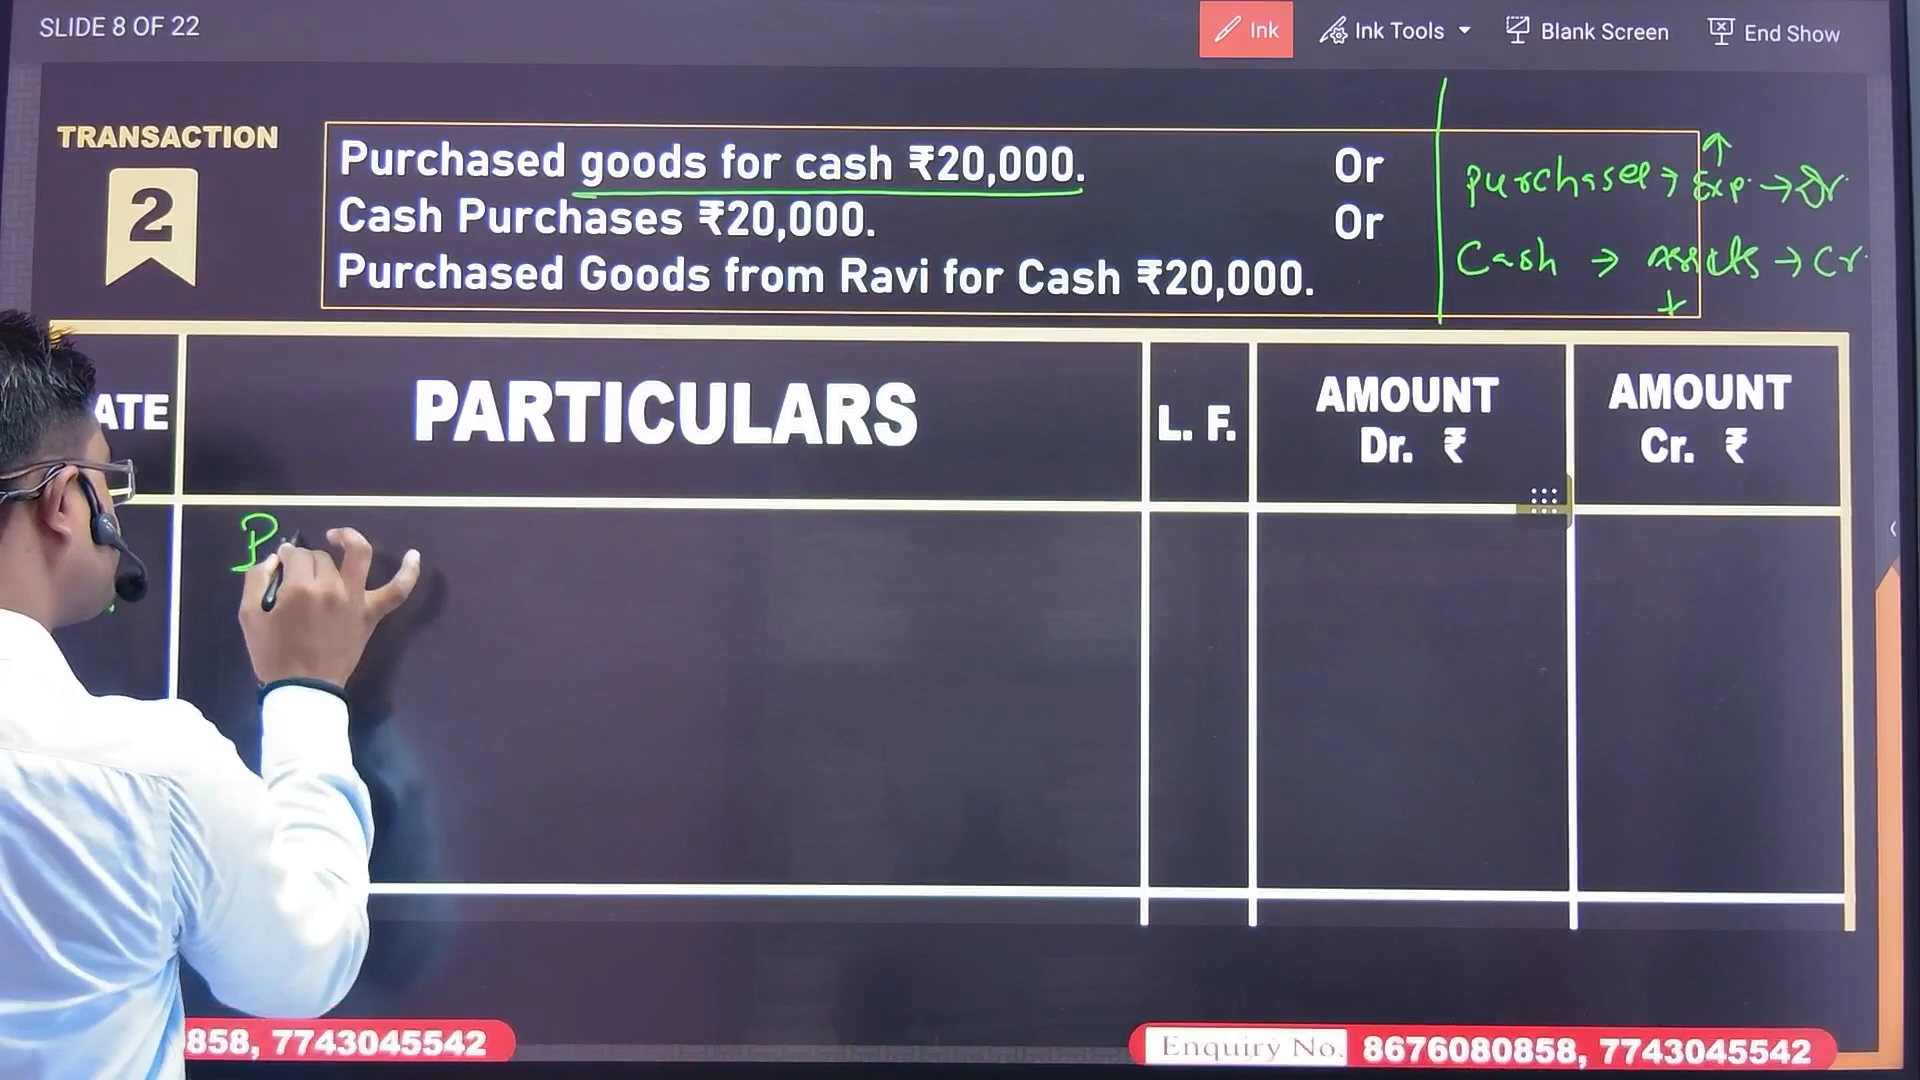 SLIDE 8 OF 22
Ink
Ink Tools
Blank Screen
End Show
TRANSACTION
2
Purchased goods for cash ₹20,000. Or
Cash Purchases ₹20,000. Or
Purchased Goods from Ravi for Cash ₹20,000.
Purchases → Exp. → Dr.
Cash → Assets → Cr.
ATE
PARTICULARS
L. F.
AMOUNT
Dr. ₹
AMOUNT
Cr. ₹
P
858, 7743045542
Enquiry No. 8676080858, 7743045542